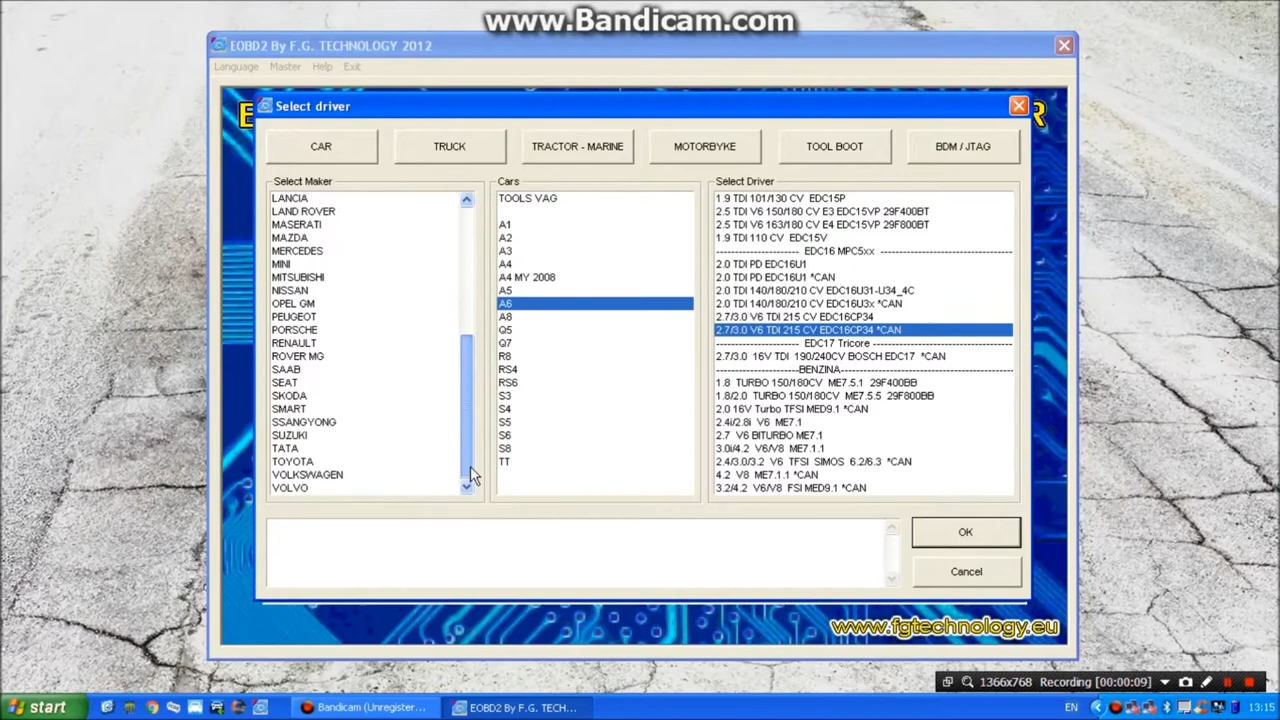 www.Bandicam.com
EOBD2 By F.G. TECHNOLOGY 2012
Language Master Help Exit
E
R
Select driver
CAR TRUCK TRACTOR - MARINE MOTORBYKE TOOL BOOT BDM / JTAG
Select Maker
LANCIA
LAND ROVER
MASERATI
MAZDA
MERCEDES
MINI
MITSUBISHI
NISSAN
OPEL GM
PEUGEOT
PORSCHE
RENAULT
ROVER MG
SAAB
SEAT
SKODA
SMART
SSANGYONG
SUZUKI
TATA
TOYOTA
VOLKSWAGEN
VOLVO
Cars
TOOLS VAG
A1
A2
A3
A4
A4 MY 2008
A5
A6
A8
Q5
Q7
R8
RS4
RS6
S3
S4
S5
S6
S8
TT
Select Driver
1.9 TDI 101/130 CV EDC15P
2.5 TDI V6 150/180 CV E3 EDC15VP 29F400BT
2.5 TDI V6 163/180 CV E4 EDC15VP 29F800BT
1.9 TDI 110 CV EDC15V
-------------------- EDC16 MPC5xx ------------------------------
2.0 TDI PD EDC16U1
2.0 TDI PD EDC16U1 *CAN
2.0 TDI 140/180/210 CV EDC16U31-U34_4C
2.0 TDI 140/180/210 CV EDC16U3x *CAN
2.7/3.0 V6 TDI 215 CV EDC16CP34
2.7/3.0 V6 TDI 215 CV EDC16CP34 *CAN
-------------------- EDC17 Tricore ------------------------------
2.7/3.0 16V TDI 190/240CV BOSCH EDC17 *CAN
-------------------BENZINA---------------------------------------
1.8 TURBO 150/180CV ME7.5.1 29F400BB
1.8/2.0 TURBO 150/180CV ME7.5.5 29F800BB
2.0 16V Turbo TFSI MED9.1 *CAN
2.4i/2.8i V6 ME7.1
2.7 V6 BITURBO ME7.1
3.0i/4.2 V6/V8 ME7.1.1
2.4/3.0/3.2 V6 TFSI SIMOS 6.2/6.3 *CAN
4.2 V8 ME7.1.1 *CAN
3.2/4.2 V6/V8 FSI MED9.1 *CAN
OK
Cancel
www.fgtechnology.eu
1366x768 Recording [00:00:09]
start
Bandicam (Unregister...
EOBD2 By F.G. TECH...
EN
13:15